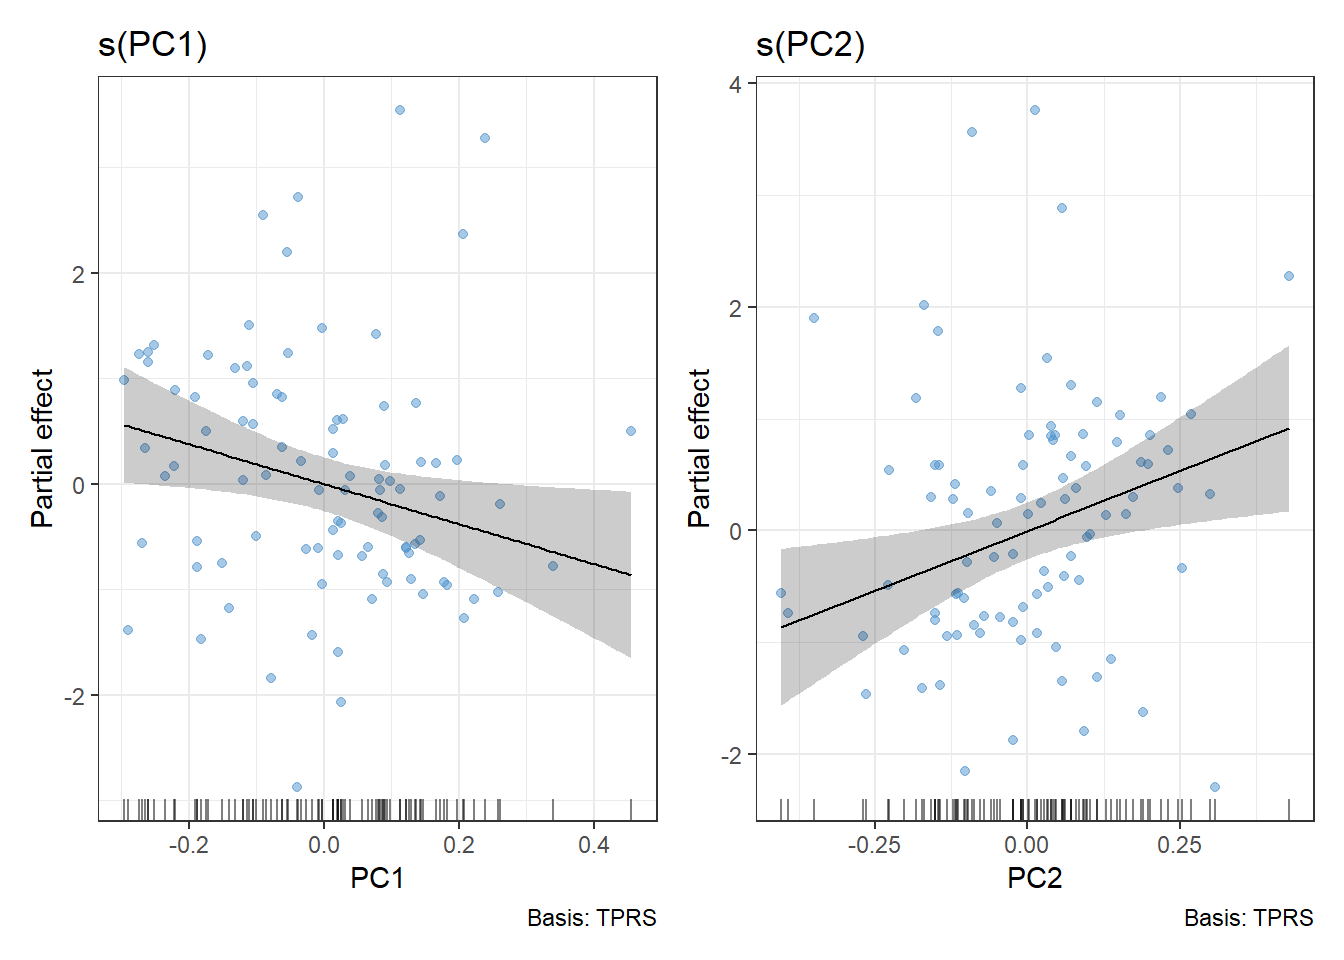 s(PC1)
Partial effect
2
0
-2
-0.2
0.0
0.2
0.4
PC1
Basis: TPRS
s(PC2)
Partial effect
4
2
0
-2
-0.25
0.00
0.25
PC2
Basis: TPRS